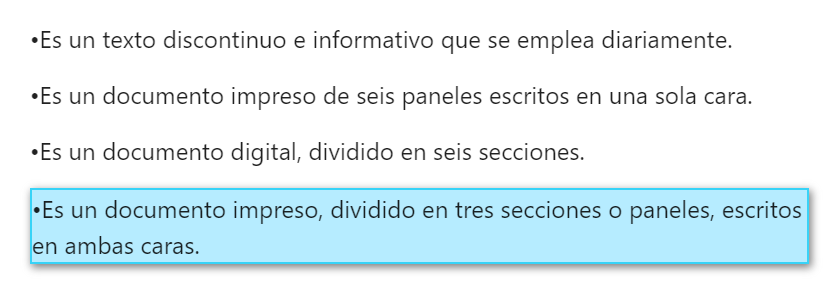 •Es un texto discontinuo e informativo que se emplea diariamente.
•Es un documento impreso de seis paneles escritos en una sola cara.
•Es un documento digital, dividido en seis secciones.
•Es un documento impreso, dividido en tres secciones o paneles, escritos
en ambas caras.